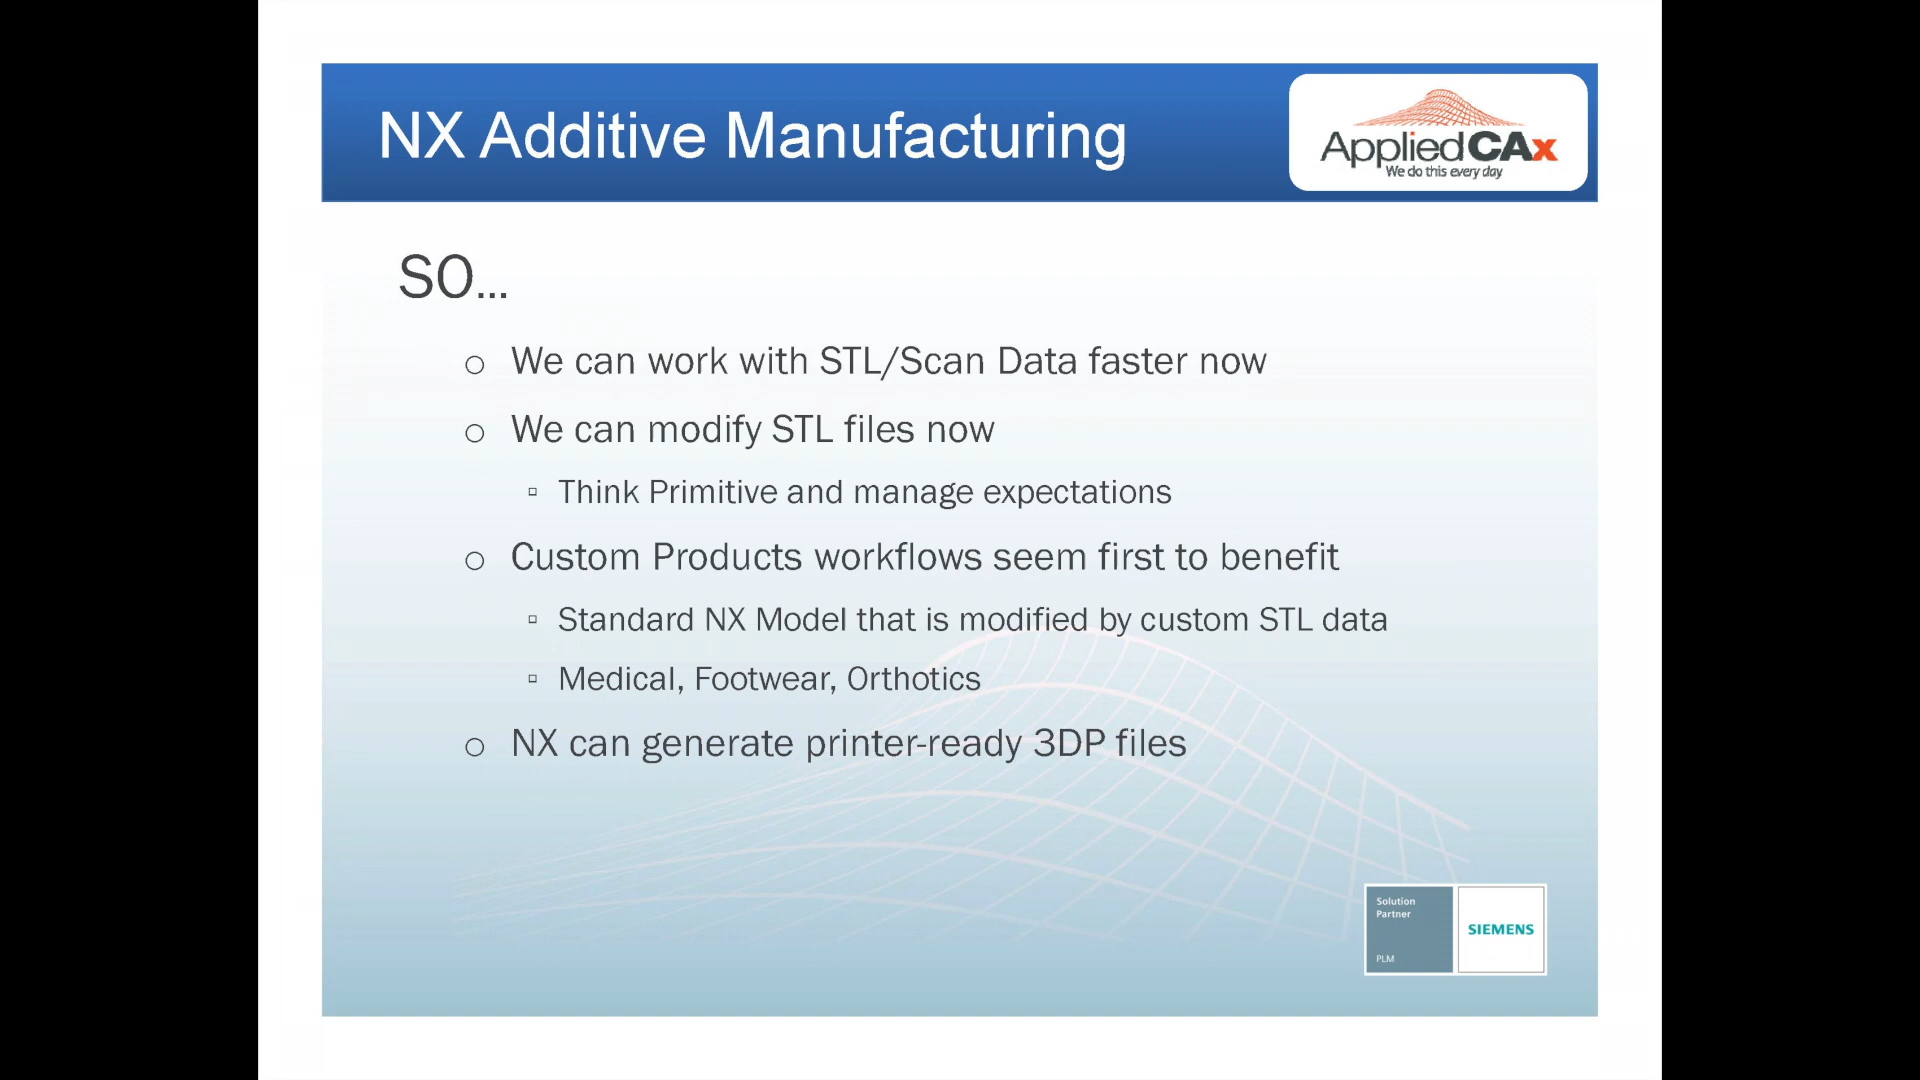 NX Additive Manufacturing
AppliedCAx
We do this every day
SO...
We can work with STL/Scan Data faster now
We can modify STL files now
Think Primitive and manage expectations
Custom Products workflows seem first to benefit
Standard NX Model that is modified by custom STL data
Medical, Footwear, Orthotics
NX can generate printer-ready 3DP files
Solution
Partner
SIEMENS
PLM